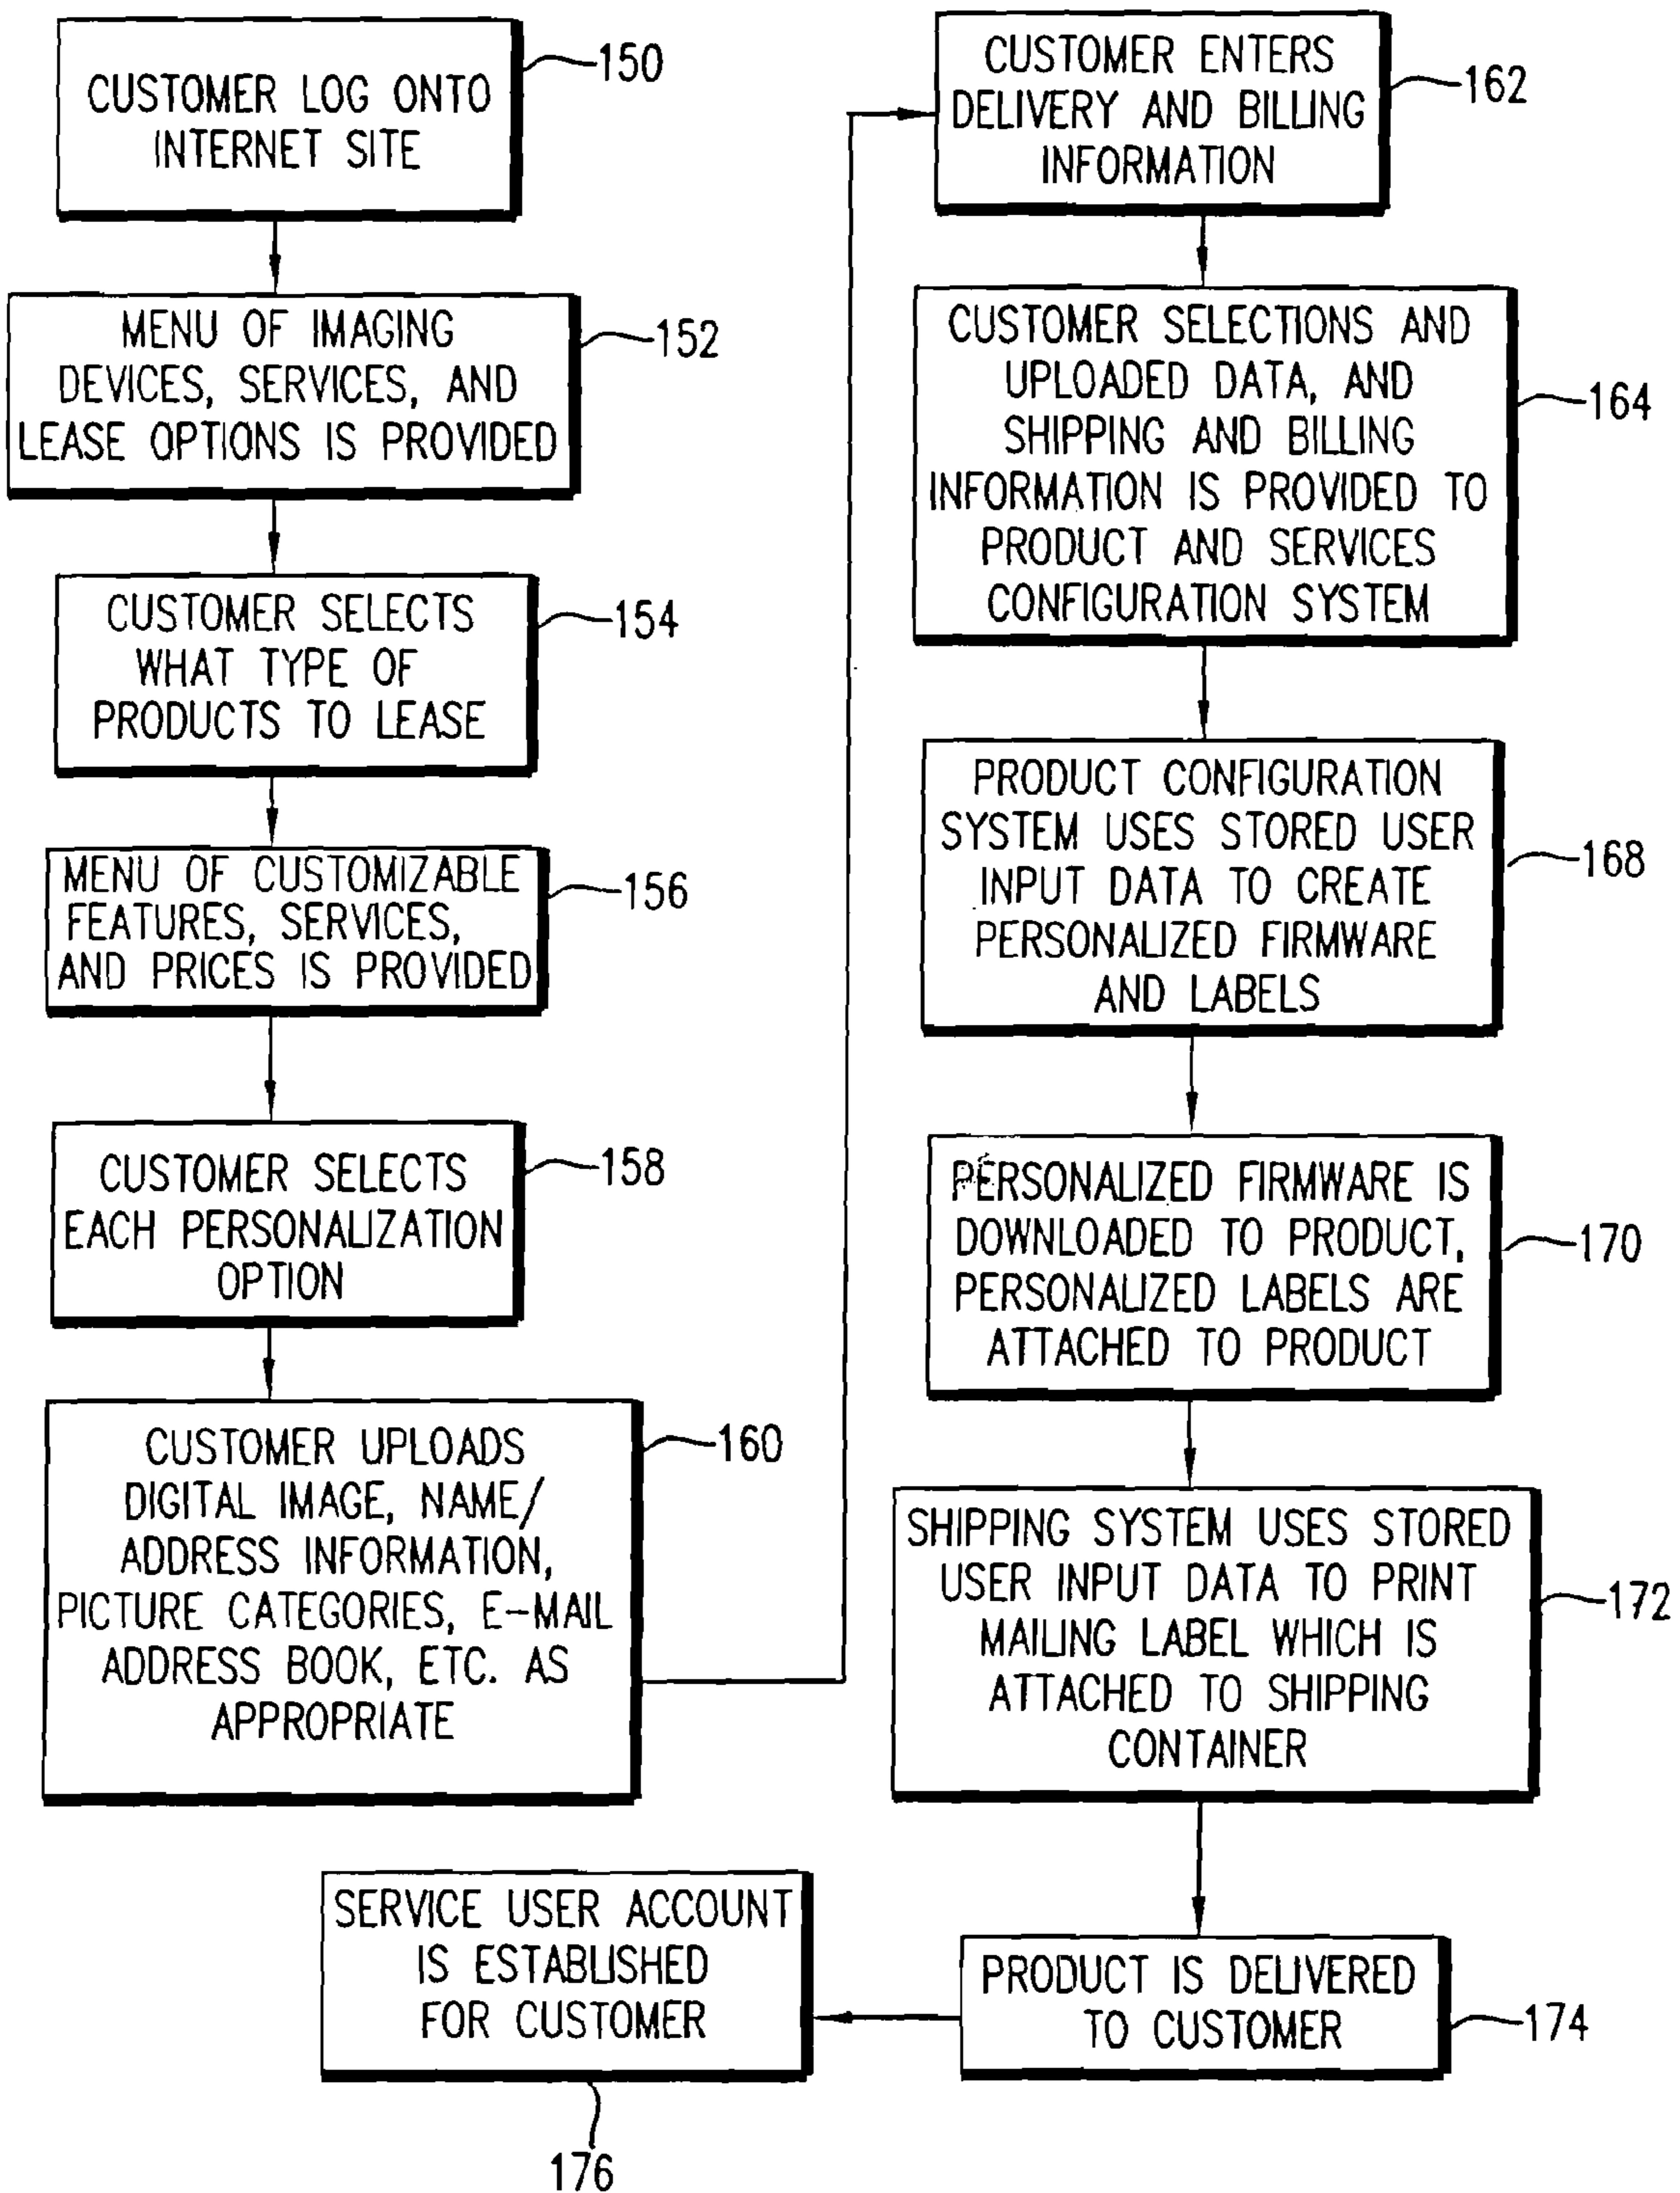 CUSTOMER LOG ONTO
INTERNET SITE
150
MENU OF IMAGING
DEVICES, SERVICES, AND
LEASE OPTIONS IS PROVIDED
152
CUSTOMER SELECTS
WHAT TYPE OF
PRODUCTS TO LEASE
154
MENU OF CUSTOMIZABLE
FEATURES, SERVICES,
AND PRICES IS PROVIDED
156
CUSTOMER SELECTS
EACH PERSONALIZATION
OPTION
158
CUSTOMER UPLOADS
DIGITAL IMAGE, NAME/
ADDRESS INFORMATION,
PICTURE CATEGORIES, E-MAIL
ADDRESS BOOK, ETC. AS
APPROPRIATE
160
CUSTOMER ENTERS
DELIVERY AND BILLING
INFORMATION
162
CUSTOMER SELECTIONS AND
UPLOADED DATA, AND
SHIPPING AND BILLING
INFORMATION IS PROVIDED TO
PRODUCT AND SERVICES
CONFIGURATION SYSTEM
164
PRODUCT CONFIGURATION
SYSTEM USES STORED USER
INPUT DATA TO CREATE
PERSONALIZED FIRMWARE
AND LABELS
168
PERSONALIZED FIRMWARE IS
DOWNLOADED TO PRODUCT,
PERSONALIZED LABELS ARE
ATTACHED TO PRODUCT
170
SHIPPING SYSTEM USES STORED
USER INPUT DATA TO PRINT
MAILING LABEL WHICH IS
ATTACHED TO SHIPPING
CONTAINER
172
PRODUCT IS DELIVERED
TO CUSTOMER
174
SERVICE USER ACCOUNT
IS ESTABLISHED
FOR CUSTOMER
176